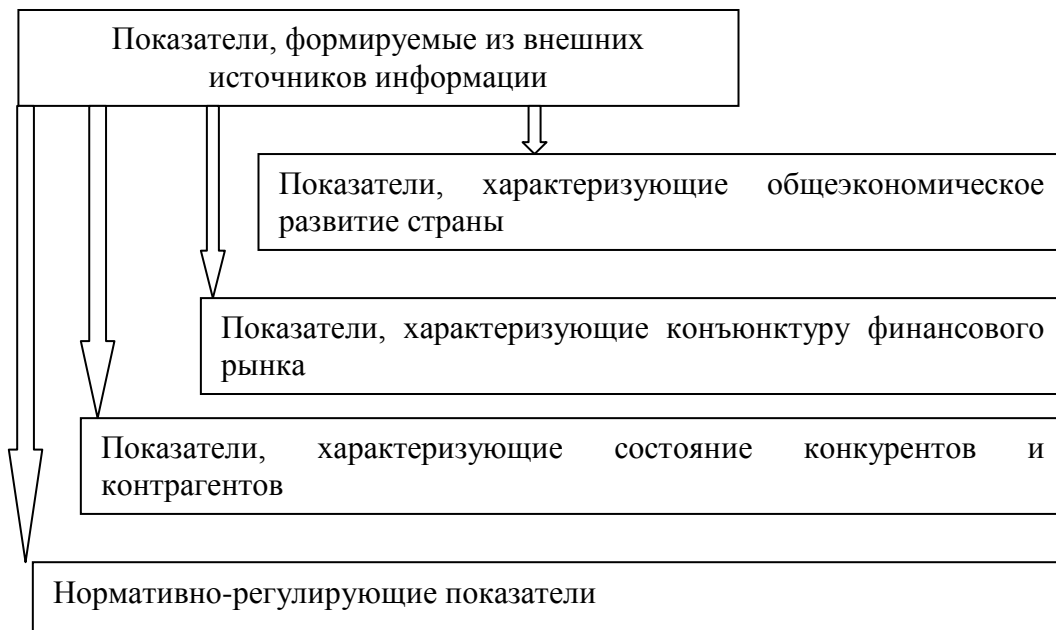 Показатели, формируемые из внешних
источников информации
Показатели, характеризующие общеэкономическое
развитие страны
Показатели, характеризующие конъюнктуру финансового
рынка
Показатели, характеризующие состояние конкурентов и
контрагентов
Нормативно-регулирующие показатели